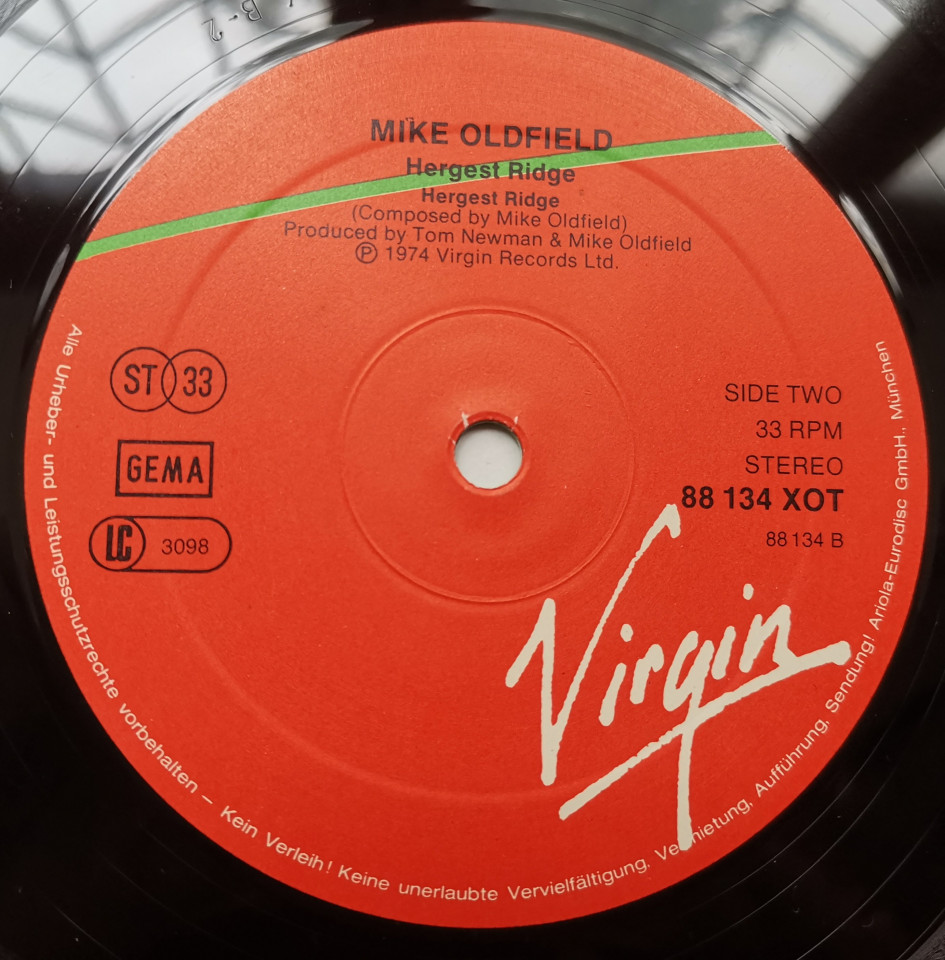 B-2
MIKE OLDFIELD
Hergest Ridge
Hergest Ridge
(Composed by Mike Oldfield)
Produced by Tom Newman & Mike Oldfield
Ⓟ 1974 Virgin Records Ltd.
ST 33
GEMA
LC 3098
SIDE TWO
33 RPM
STEREO
88 134 XOT
88 134 B
Virgin
Alle Urheber- und Leistungsschutzrechte vorbehalten – Kein Verleih! Keine unerlaubte Vervielfältigung, Vermietung, Aufführung, Sendung! Ariola-Eurodisc GmbH., München